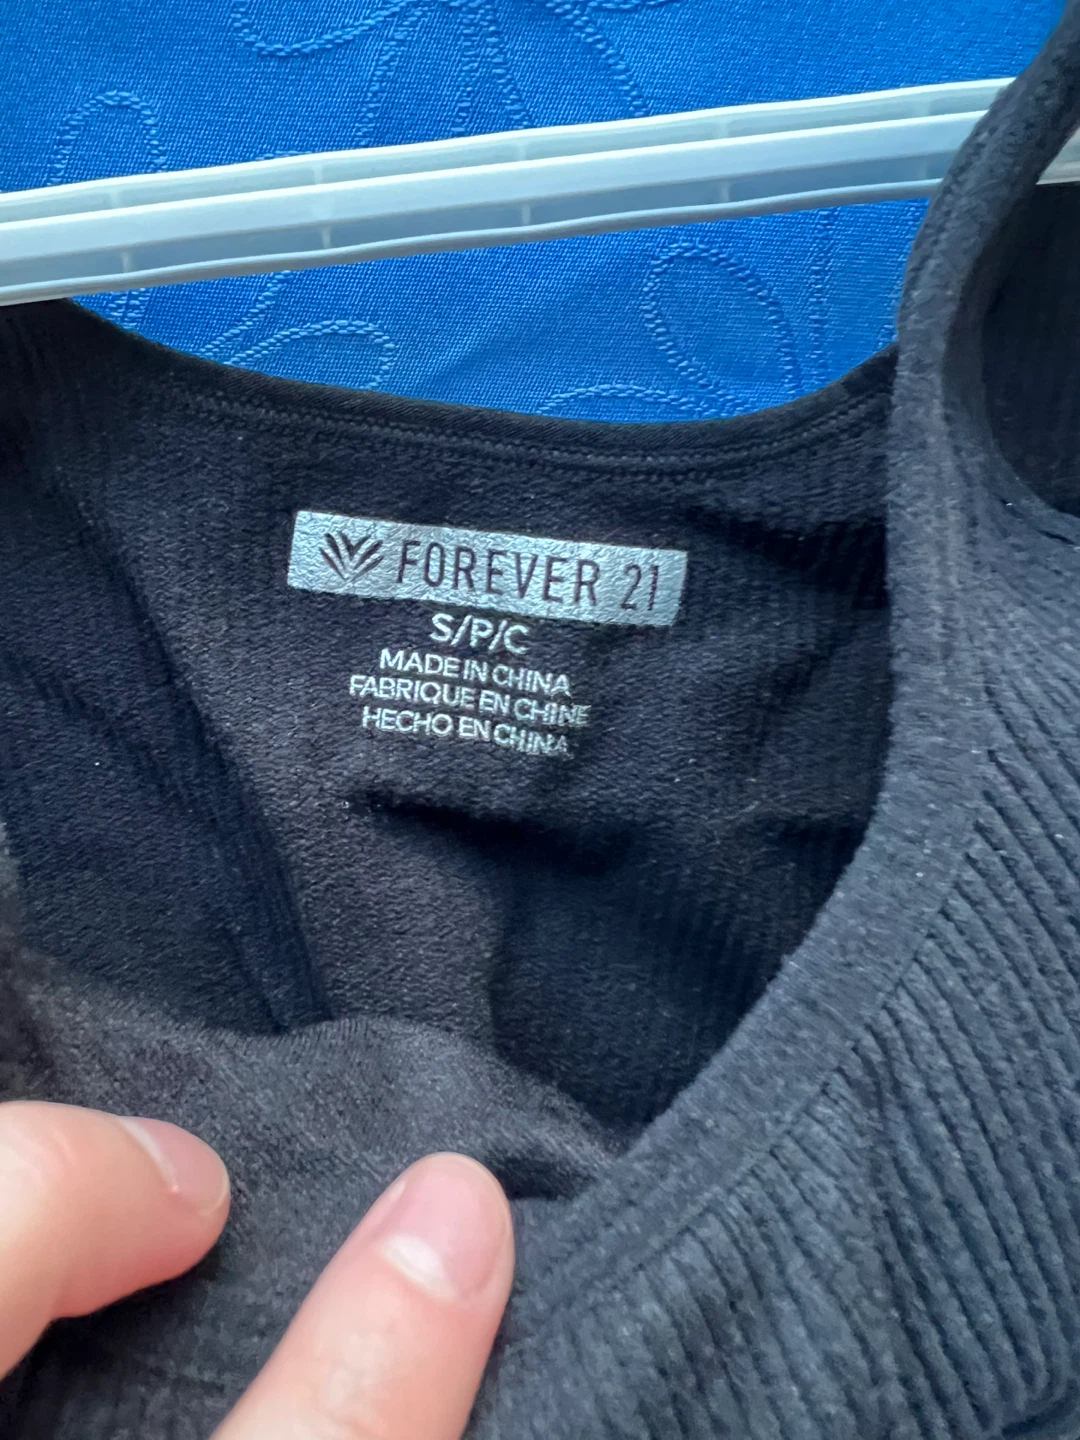 FOREVER 21
S/P/C
MADE IN CHINA
FABRIQUE EN CHINE
HECHO EN CHINA